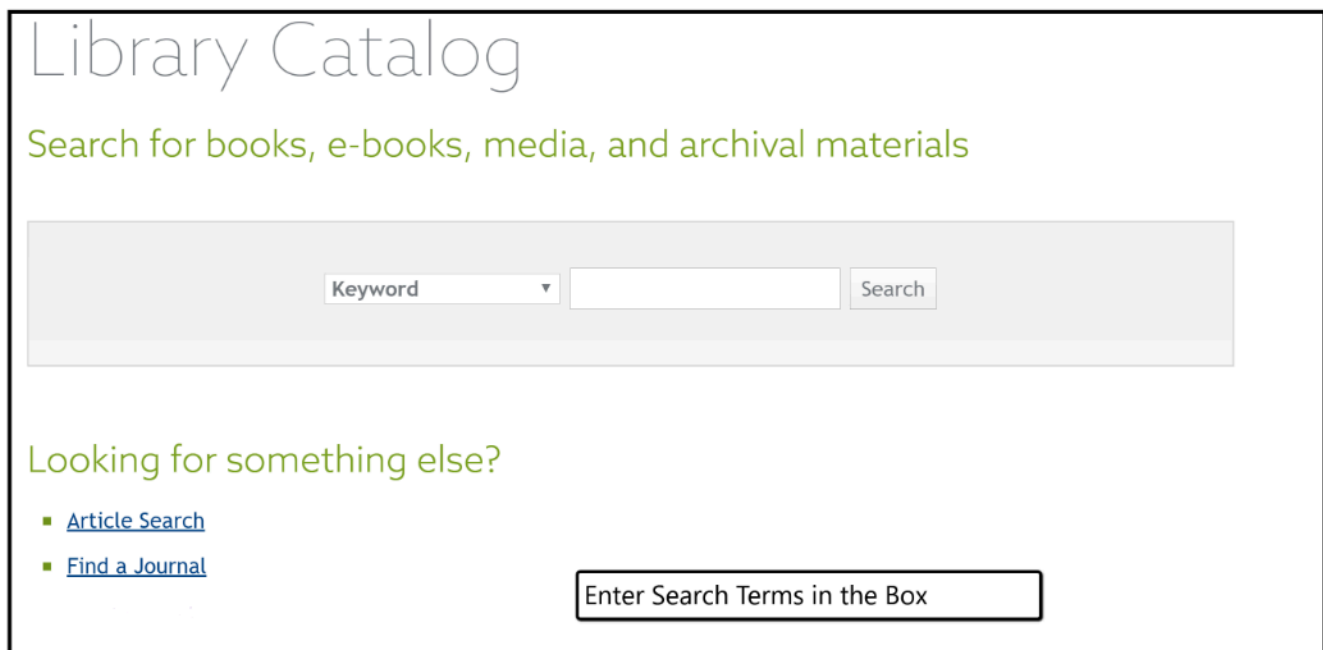 Library Catalog
Search for books, e-books, media, and archival materials
Keyword Search
Looking for something else?
Article Search
Find a Journal
Enter Search Terms in the Box